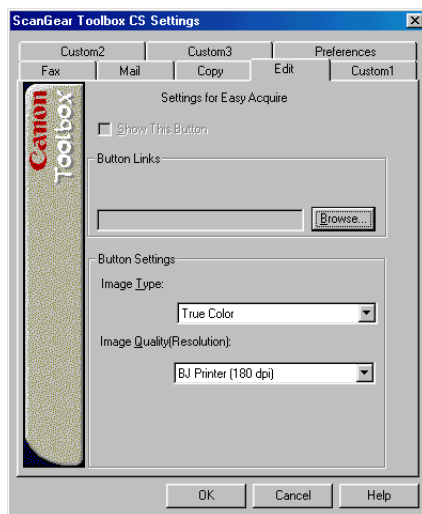 ScanGear Toolbox CS Settings
Custom2 Custom3 Preferences
Fax Mail Copy Edit Custom1
Canon
Toolbox
Settings for Easy Acquire
Show This Button
Button Links
Browse...
Button Settings
Image Type:
True Color
Image Quality(Resolution):
BJ Printer (180 dpi)
OK Cancel Help